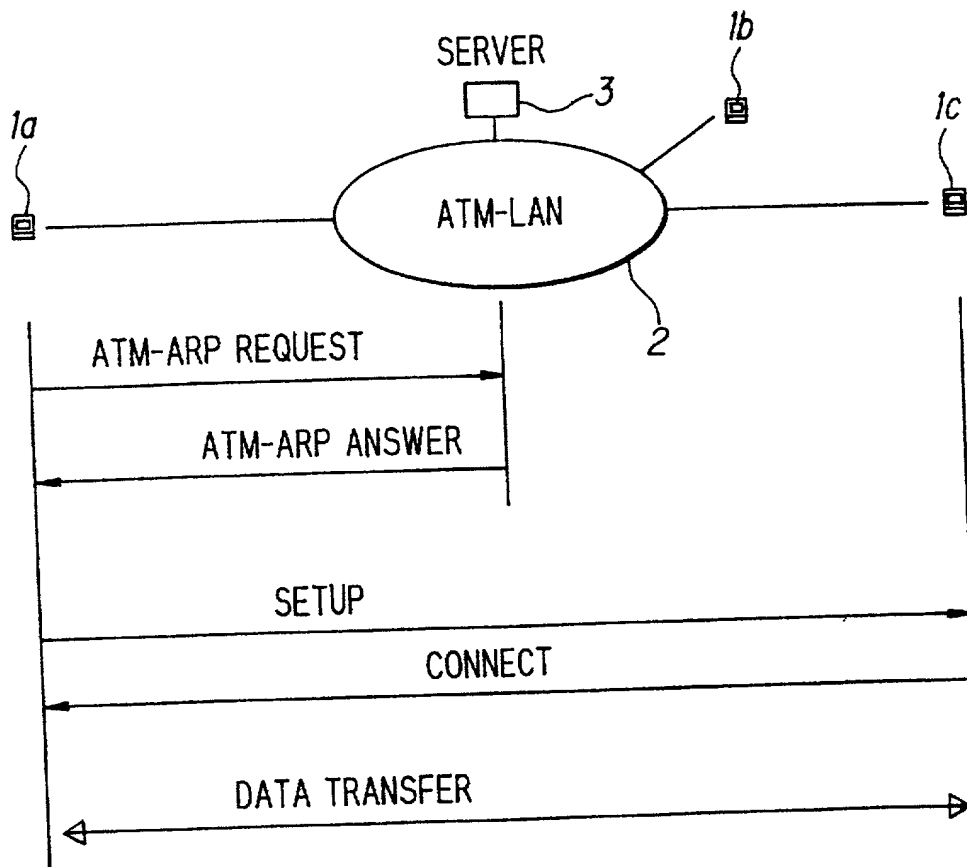 SERVER
1b
3
1a
1c
ATM-LAN
2
ATM-ARP REQUEST
ATM-ARP ANSWER
SETUP
CONNECT
DATA TRANSFER